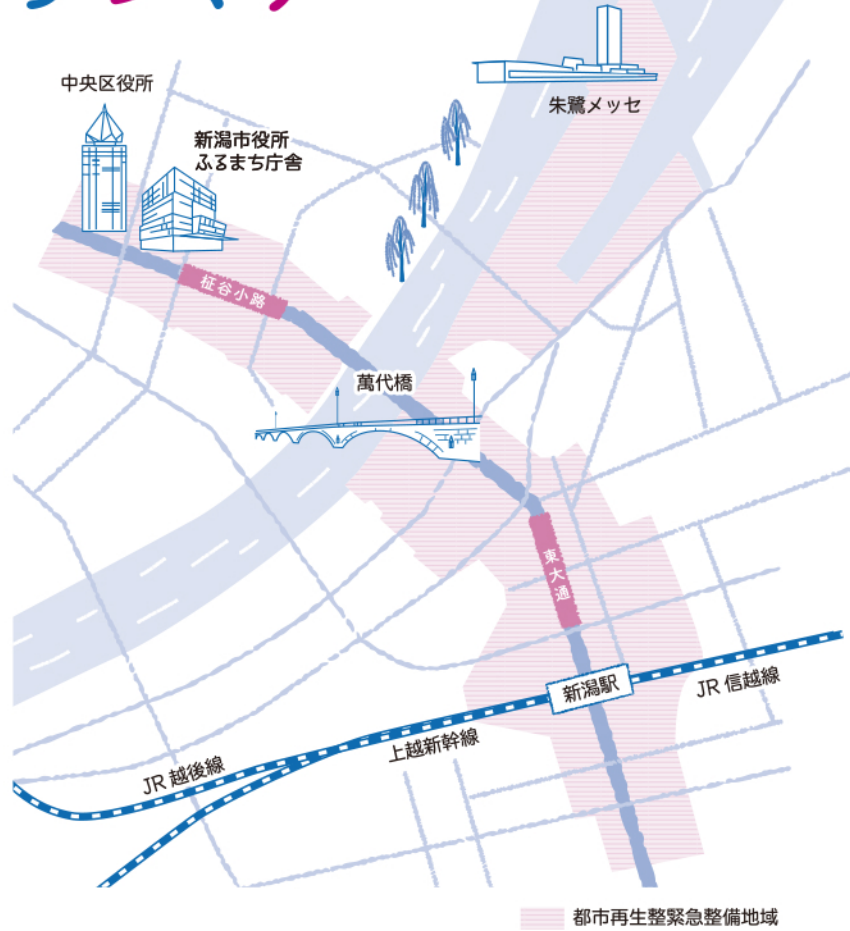 中央区役所
新潟市役所
ふるまち庁舎
朱鷺メッセ
柾谷小路
萬代橋
東大通
新潟駅
JR 信越線
上越新幹線
JR 越後線
都市再生整緊急整備地域